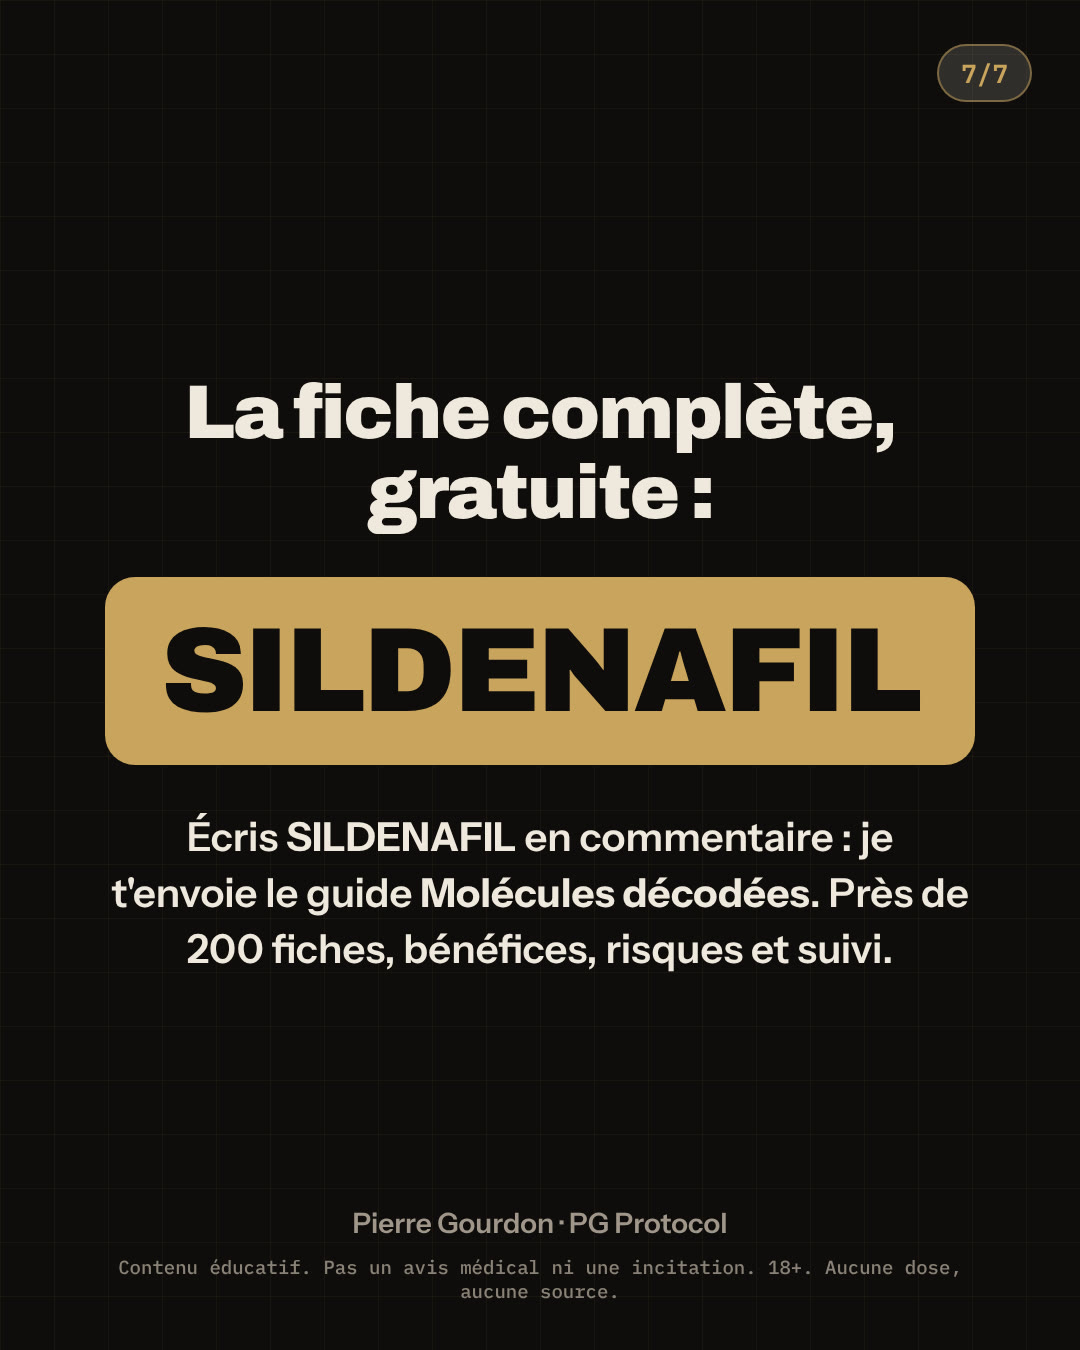 7/7
La fiche complète,
gratuite :
SILDENAFIL
Écris SILDENAFIL en commentaire : je
t'envoie le guide Molécules décodées. Près de
200 fiches, bénéfices, risques et suivi.
Pierre Gourdon · PG Protocol
Contenu éducatif. Pas un avis médical ni une incitation. 18+. Aucune dose,
aucune source.